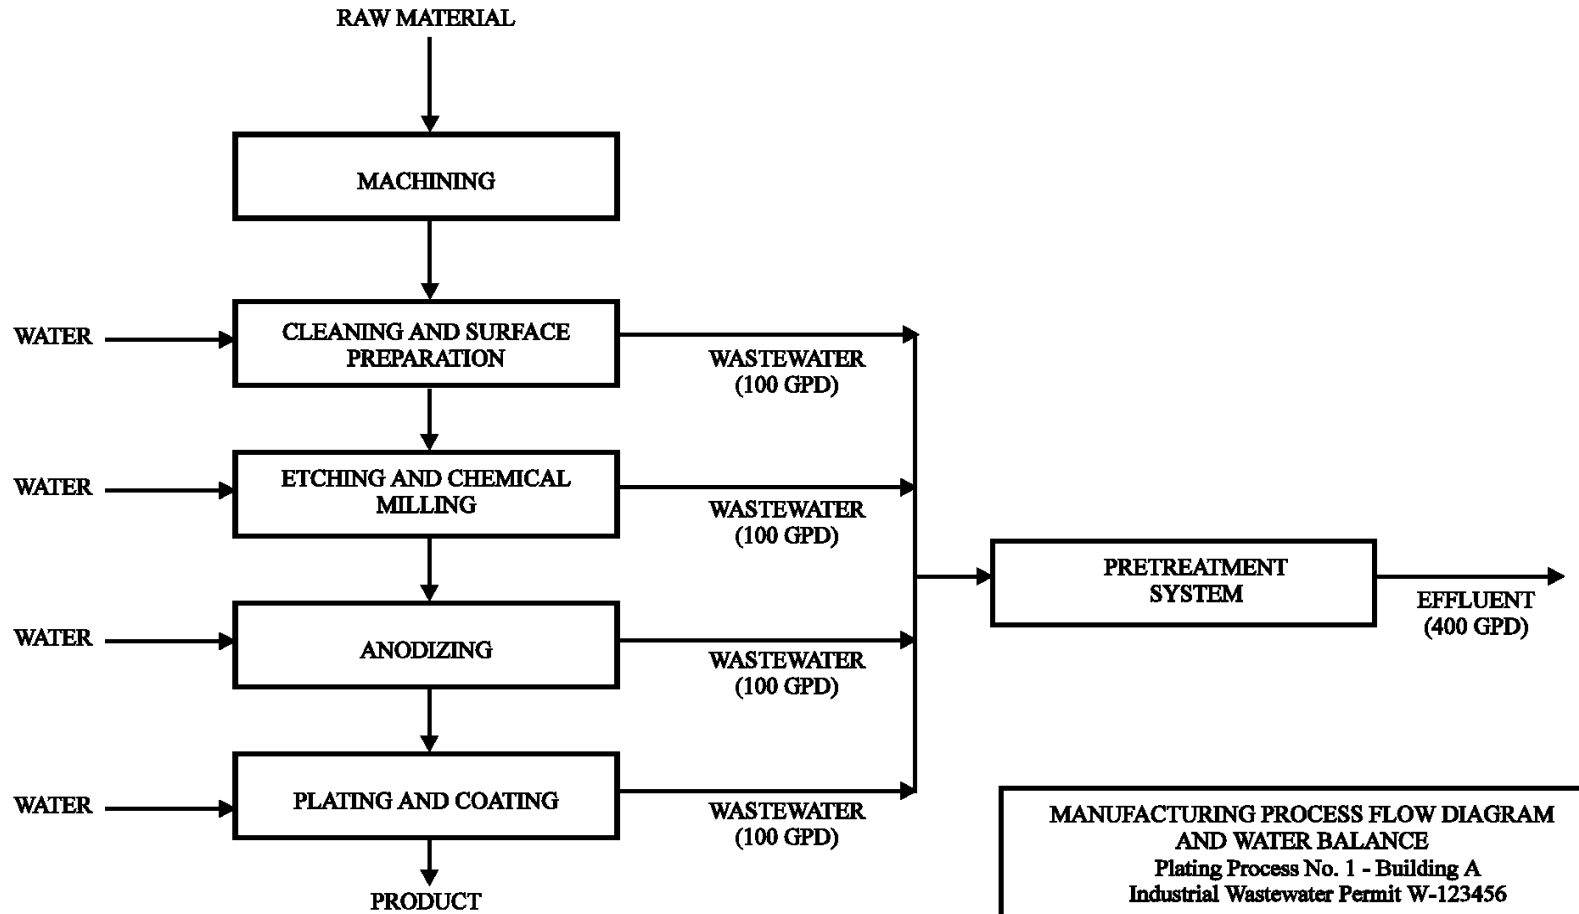 RAW MATERIAL
MACHINING
WATER
CLEANING AND SURFACE
PREPARATION
WASTEWATER
(100 GPD)
WATER
ETCHING AND CHEMICAL
MILLING
WASTEWATER
(100 GPD)
PRETREATMENT
SYSTEM
EFFLUENT
(400 GPD)
WATER
ANODIZING
WASTEWATER
(100 GPD)
WATER
PLATING AND COATING
WASTEWATER
(100 GPD)
PRODUCT
MANUFACTURING PROCESS FLOW DIAGRAM
AND WATER BALANCE
Plating Process No. 1 - Building A
Industrial Wastewater Permit W-123456